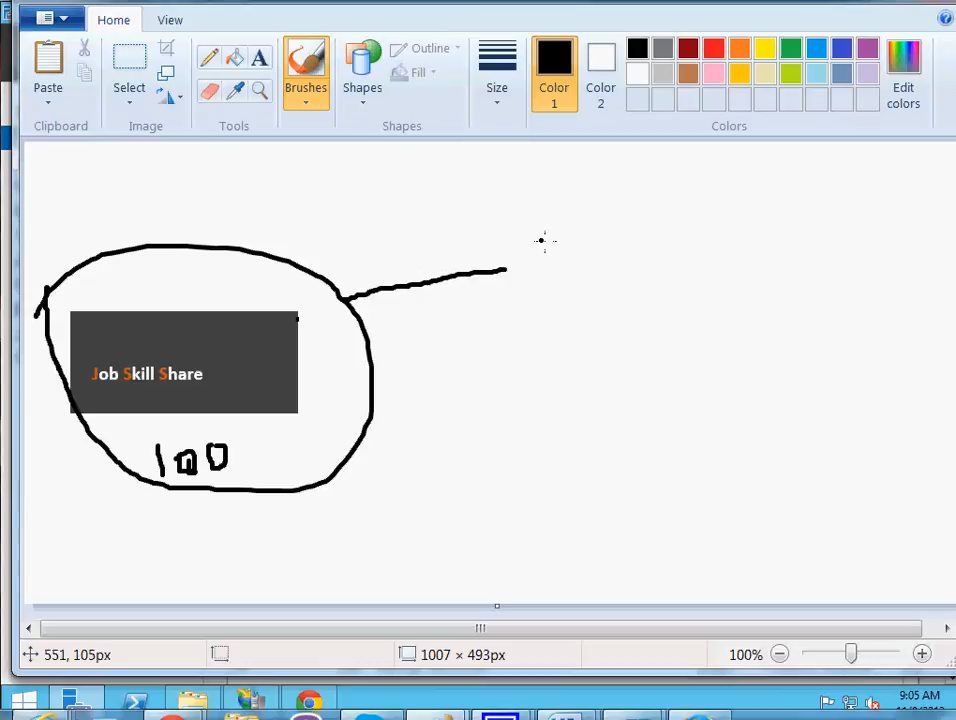 Home View
Paste
Select
Brushes
Shapes
Outline
Fill
Size
Color 1
Color 2
Edit colors
Clipboard
Image
Tools
Shapes
Colors
Job Skill Share
100
551, 105px
1007 × 493px
100%
9:05 AM